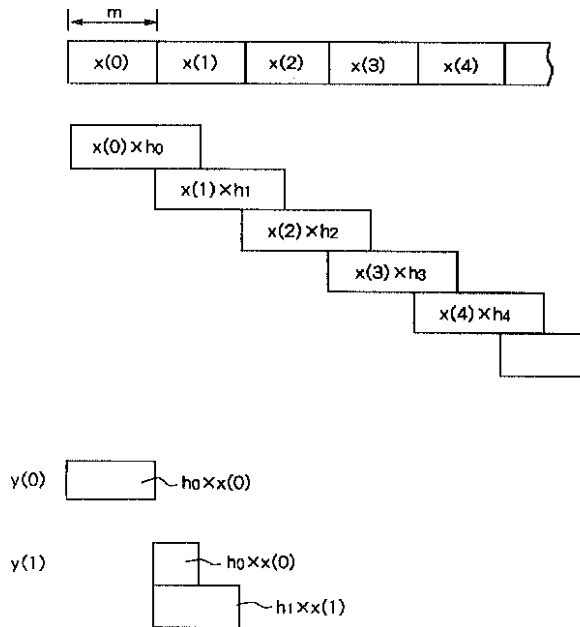 m
x(0) x(1) x(2) x(3) x(4)
x(0)×h₀
x(1)×h₁
x(2)×h₂
x(3)×h₃
x(4)×h₄
y(0) h₀×x(0)
y(1) h₀×x(0)
h₁×x(1)